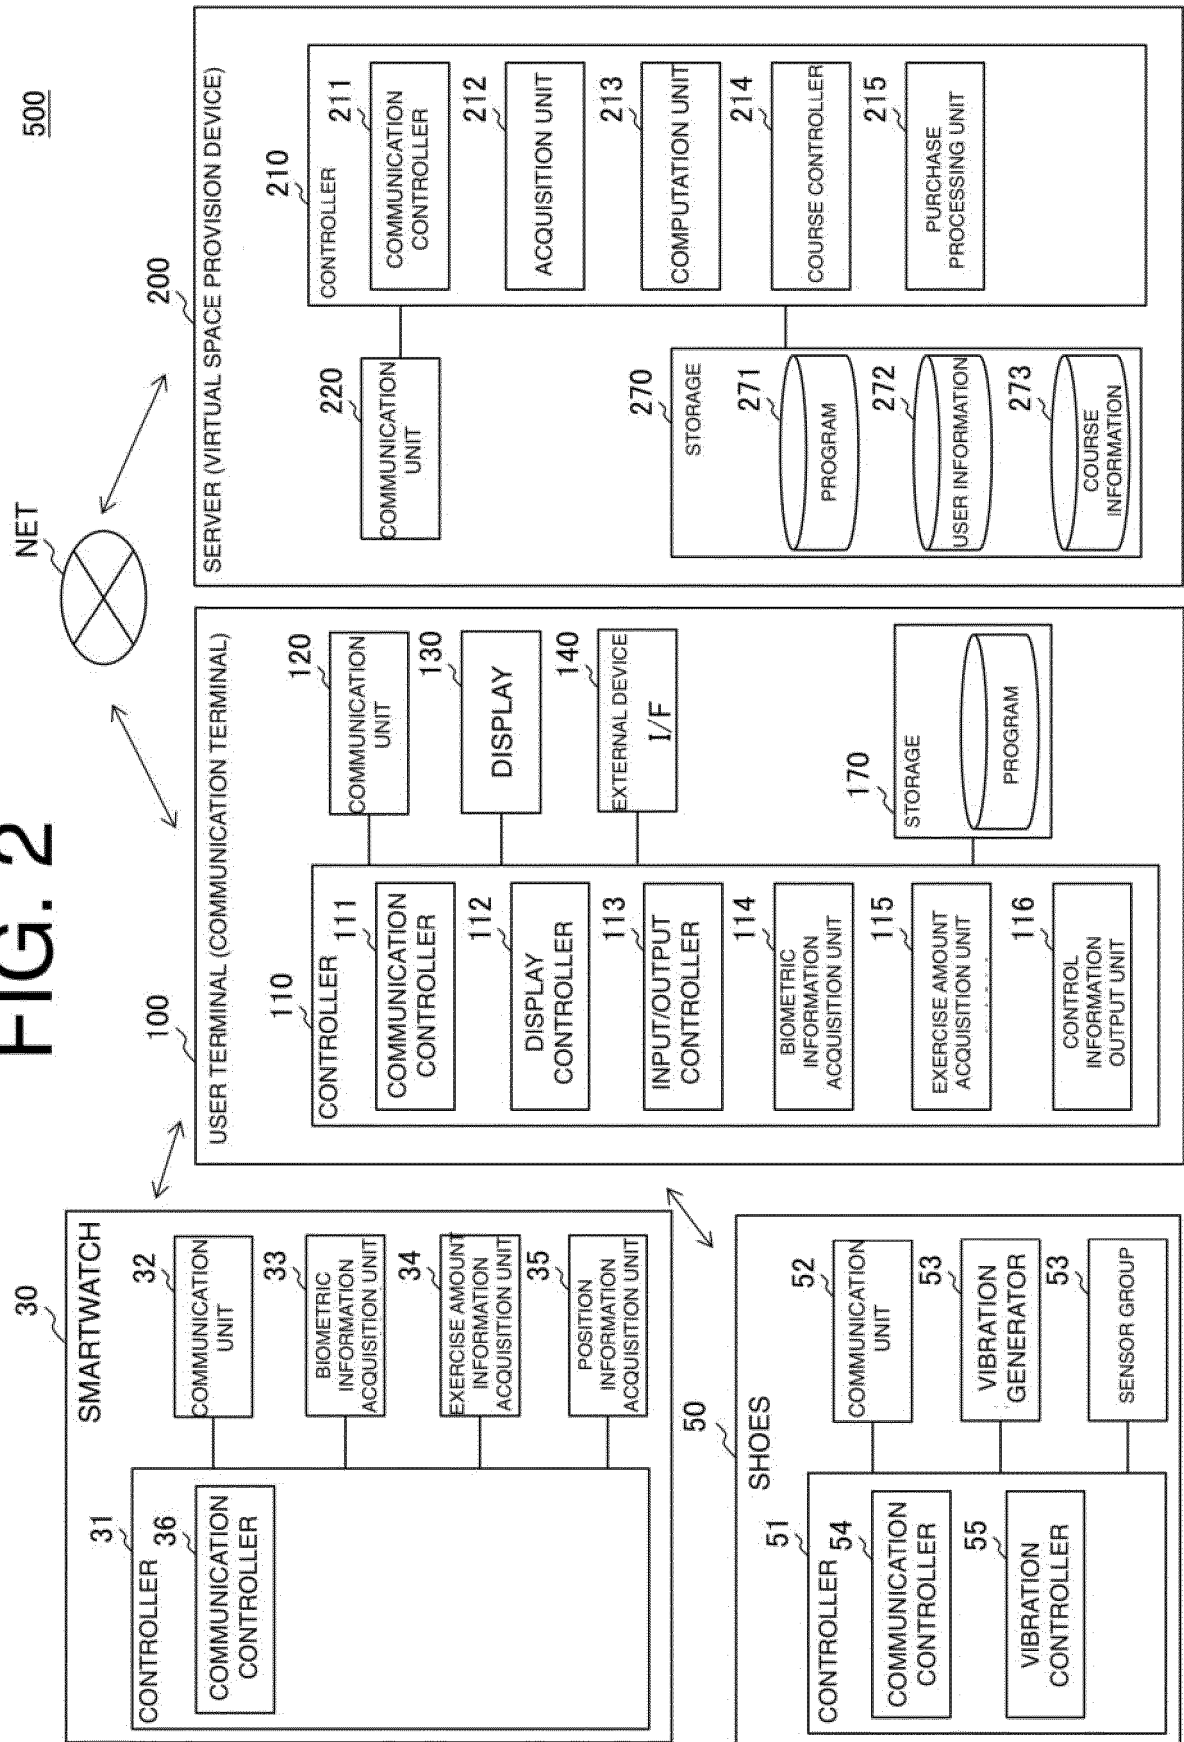 FIG. 2
500
NET
30
SMARTWATCH
31
CONTROLLER
36
COMMUNICATION
CONTROLLER
32
COMMUNICATION
UNIT
33
BIOMETRIC
INFORMATION
ACQUISITION UNIT
34
EXERCISE AMOUNT
INFORMATION
ACQUISITION UNIT
35
POSITION
INFORMATION
ACQUISITION UNIT
50
SHOES
51
CONTROLLER
54
COMMUNICATION
CONTROLLER
55
VIBRATION
CONTROLLER
52
COMMUNICATION
UNIT
53
VIBRATION
GENERATOR
53
SENSOR GROUP
100
USER TERMINAL (COMMUNICATION TERMINAL)
110
CONTROLLER
111
COMMUNICATION
CONTROLLER
112
DISPLAY
CONTROLLER
113
INPUT/OUTPUT
CONTROLLER
114
BIOMETRIC
INFORMATION
ACQUISITION UNIT
115
EXERCISE AMOUNT
ACQUISITION UNIT
116
CONTROL
INFORMATION
OUTPUT UNIT
120
COMMUNICATION
UNIT
130
DISPLAY
140
EXTERNAL DEVICE
I/F
170
STORAGE
PROGRAM
200
SERVER (VIRTUAL SPACE PROVISION DEVICE)
220
COMMUNICATION
UNIT
270
STORAGE
271
PROGRAM
272
USER INFORMATION
273
COURSE
INFORMATION
210
CONTROLLER
211
COMMUNICATION
CONTROLLER
212
ACQUISITION UNIT
213
COMPUTATION UNIT
214
COURSE CONTROLLER
215
PURCHASE
PROCESSING UNIT